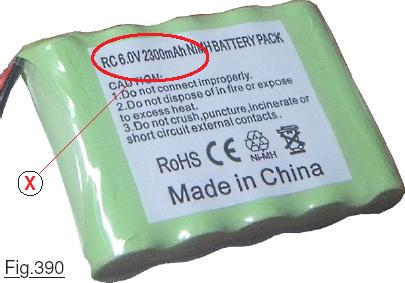 RC 6.0V 2300mAh NiMH BATTERY PACK
CAUTION:
1.Do not connect improperly.
2.Do not dispose of in fire or expose
to excess heat.
3.Do not crush,puncture,incinerate or
short circuit external contacts.
RoHS CE Ni-MH
Made in China
X
Fig.390